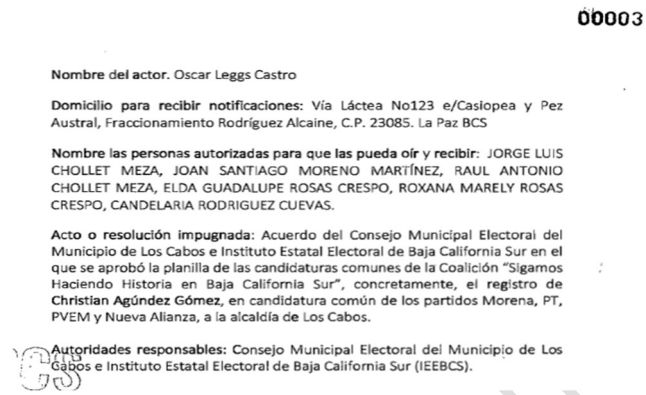 00003
Nombre del actor. Oscar Leggs Castro
Domicilio para recibir notificaciones: Vía Láctea No123 e/Casiopea y Pez
Austral, Fraccionamiento Rodríguez Alcaine, C.P. 23085. La Paz BCS
Nombre las personas autorizadas para que las pueda oír y recibir: JORGE LUIS
CHOLLET MEZA, JOAN SANTIAGO MORENO MARTÍNEZ, RAUL ANTONIO
CHOLLET MEZA, ELDA GUADALUPE ROSAS CRESPO, ROXANA MARELY ROSAS
CRESPO, CANDELARIA RODRIGUEZ CUEVAS.
Acto o resolución impugnada: Acuerdo del Consejo Municipal Electoral del
Municipio de Los Cabos e Instituto Estatal Electoral de Baja California Sur en el
que se aprobó la planilla de las candidaturas comunes de la Coalición "Sigamos
Haciendo Historia en Baja California Sur", concretamente, el registro de
Christian Agúndez Gómez, en candidatura común de los partidos Morena, PT,
PVEM y Nueva Alianza, a la alcaldía de Los Cabos.
Autoridades responsables: Consejo Municipal Electoral del Municipio de Los
Cabos e Instituto Estatal Electoral de Baja California Sur (IEEBCS).
CS